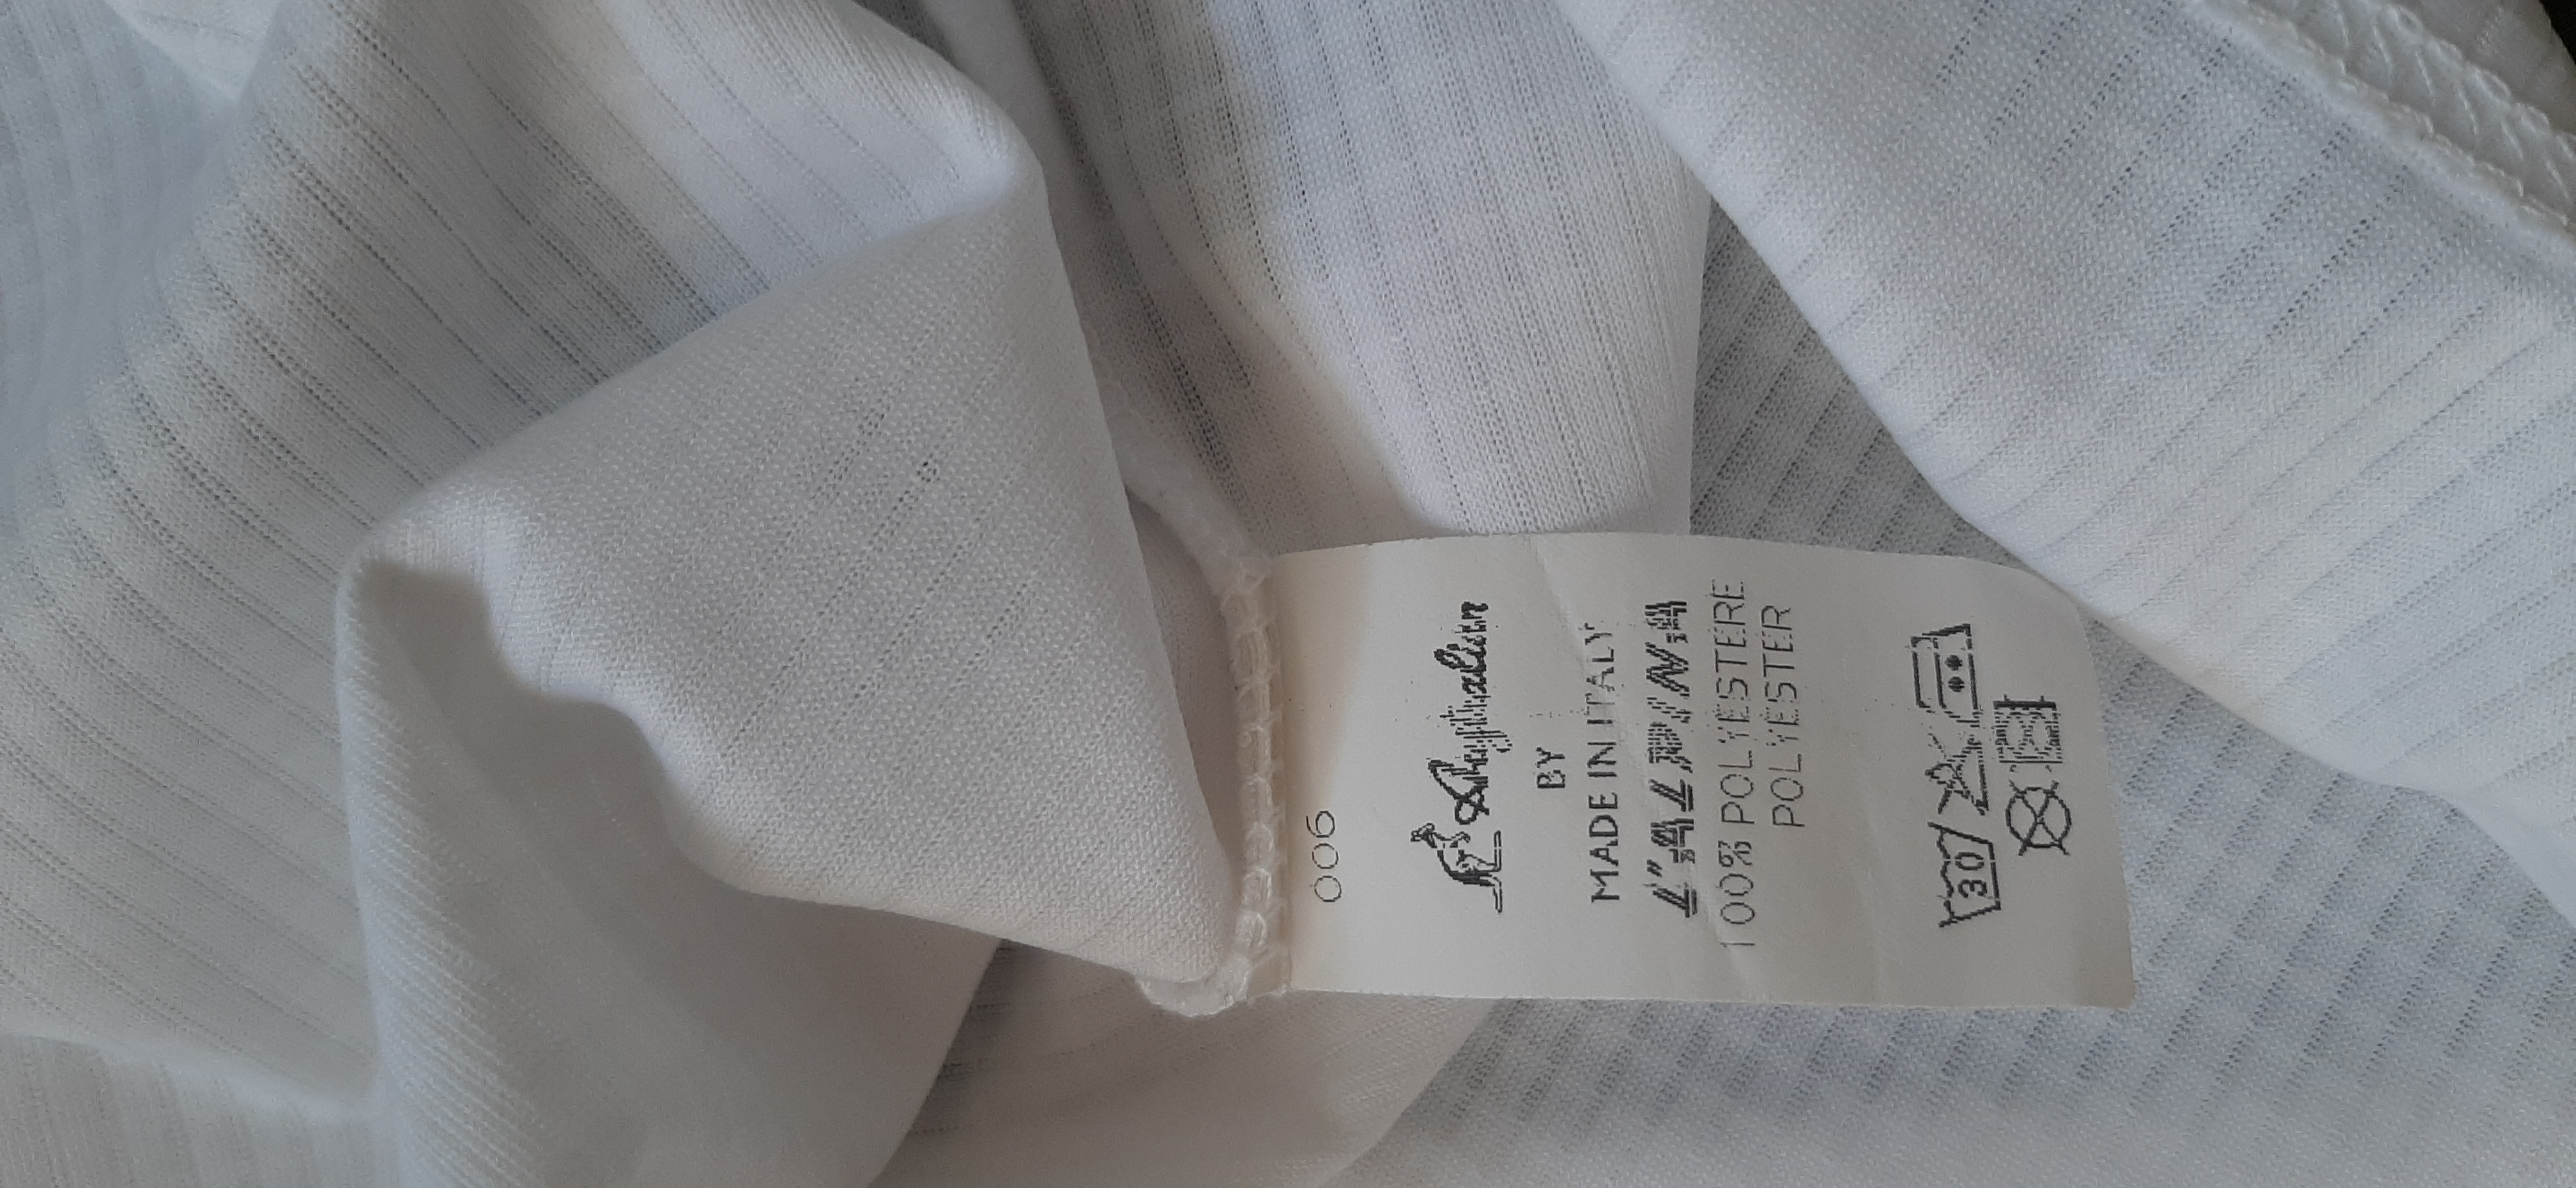 006
Australian
BY
MADE IN ITALY
L'ALPINA
100% POLYESTERE
POLYESTER
30